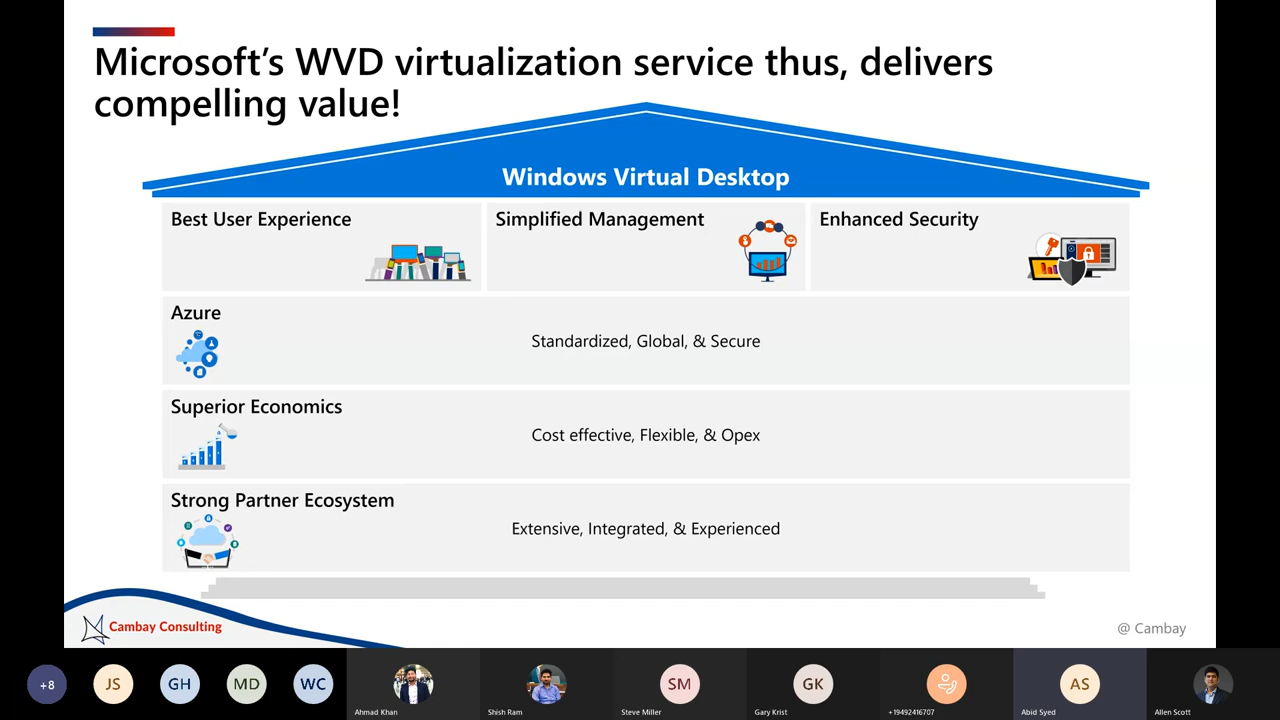 Microsoft's WVD virtualization service thus, delivers
compelling value!
Windows Virtual Desktop
Best User Experience
Simplified Management
Enhanced Security
Azure
Standardized, Global, & Secure
Superior Economics
Cost effective, Flexible, & Opex
Strong Partner Ecosystem
Extensive, Integrated, & Experienced
Cambay Consulting
@ Cambay
+8
JS
GH
MD
WC
Ahmad Khan
Shish Ram
SM
Steve Miller
GK
Gary Krist
+19492416707
AS
Abid Syed
Allen Scott